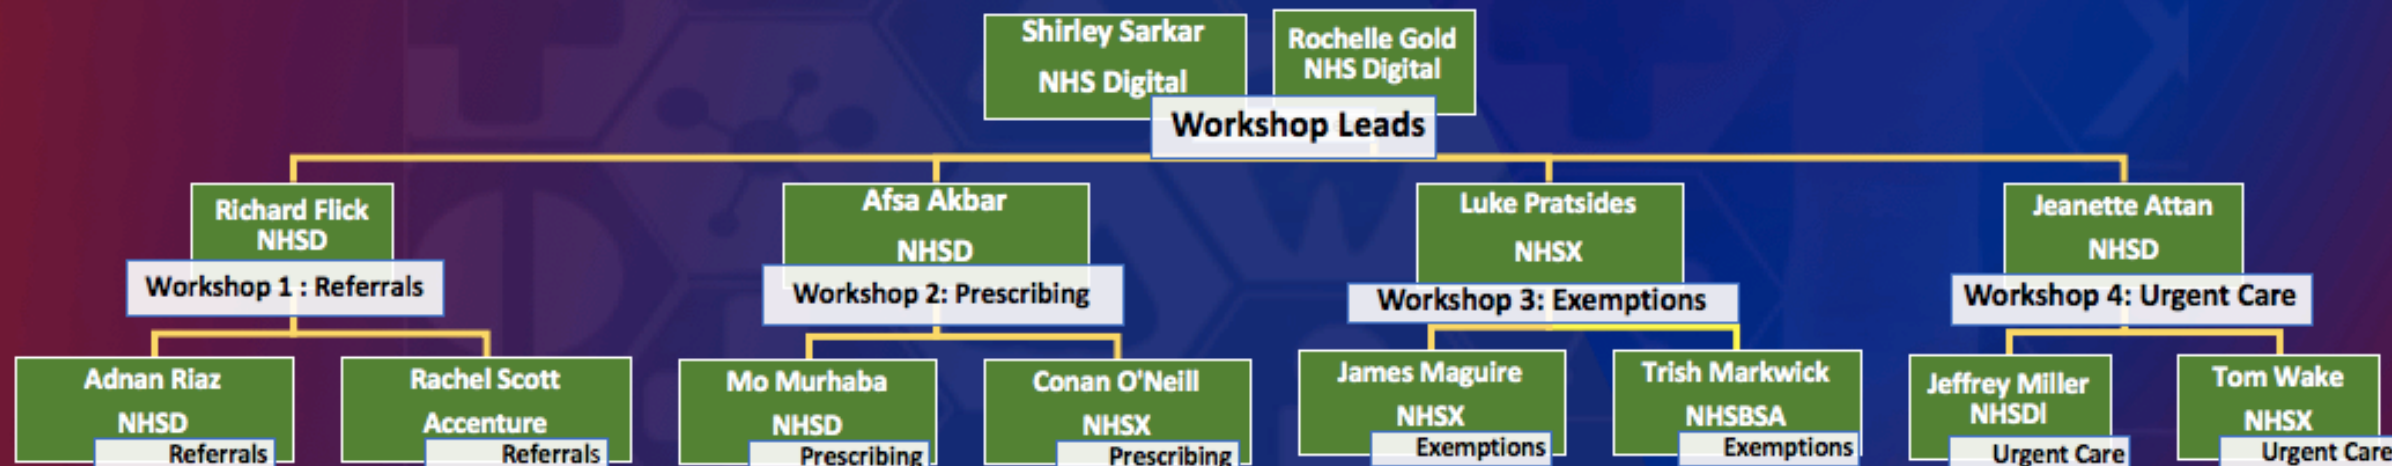 Shirley Sarkar
NHS Digital
Rochelle Gold
NHS Digital
Workshop Leads
Richard Flick
NHSD
Workshop 1 : Referrals
Afsa Akbar
NHSD
Workshop 2: Prescribing
Luke Pratsides
NHSX
Workshop 3: Exemptions
Jeanette Attan
NHSD
Workshop 4: Urgent Care
Adnan Riaz
NHSD
Referrals
Rachel Scott
Accenture
Referrals
Mo Murhaba
NHSD
Prescribing
Conan O'Neill
NHSX
Prescribing
James Maguire
NHSX
Exemptions
Trish Markwick
NHSBSA
Exemptions
Jeffrey Miller
NHSDl
Urgent Care
Tom Wake
NHSX
Urgent Care